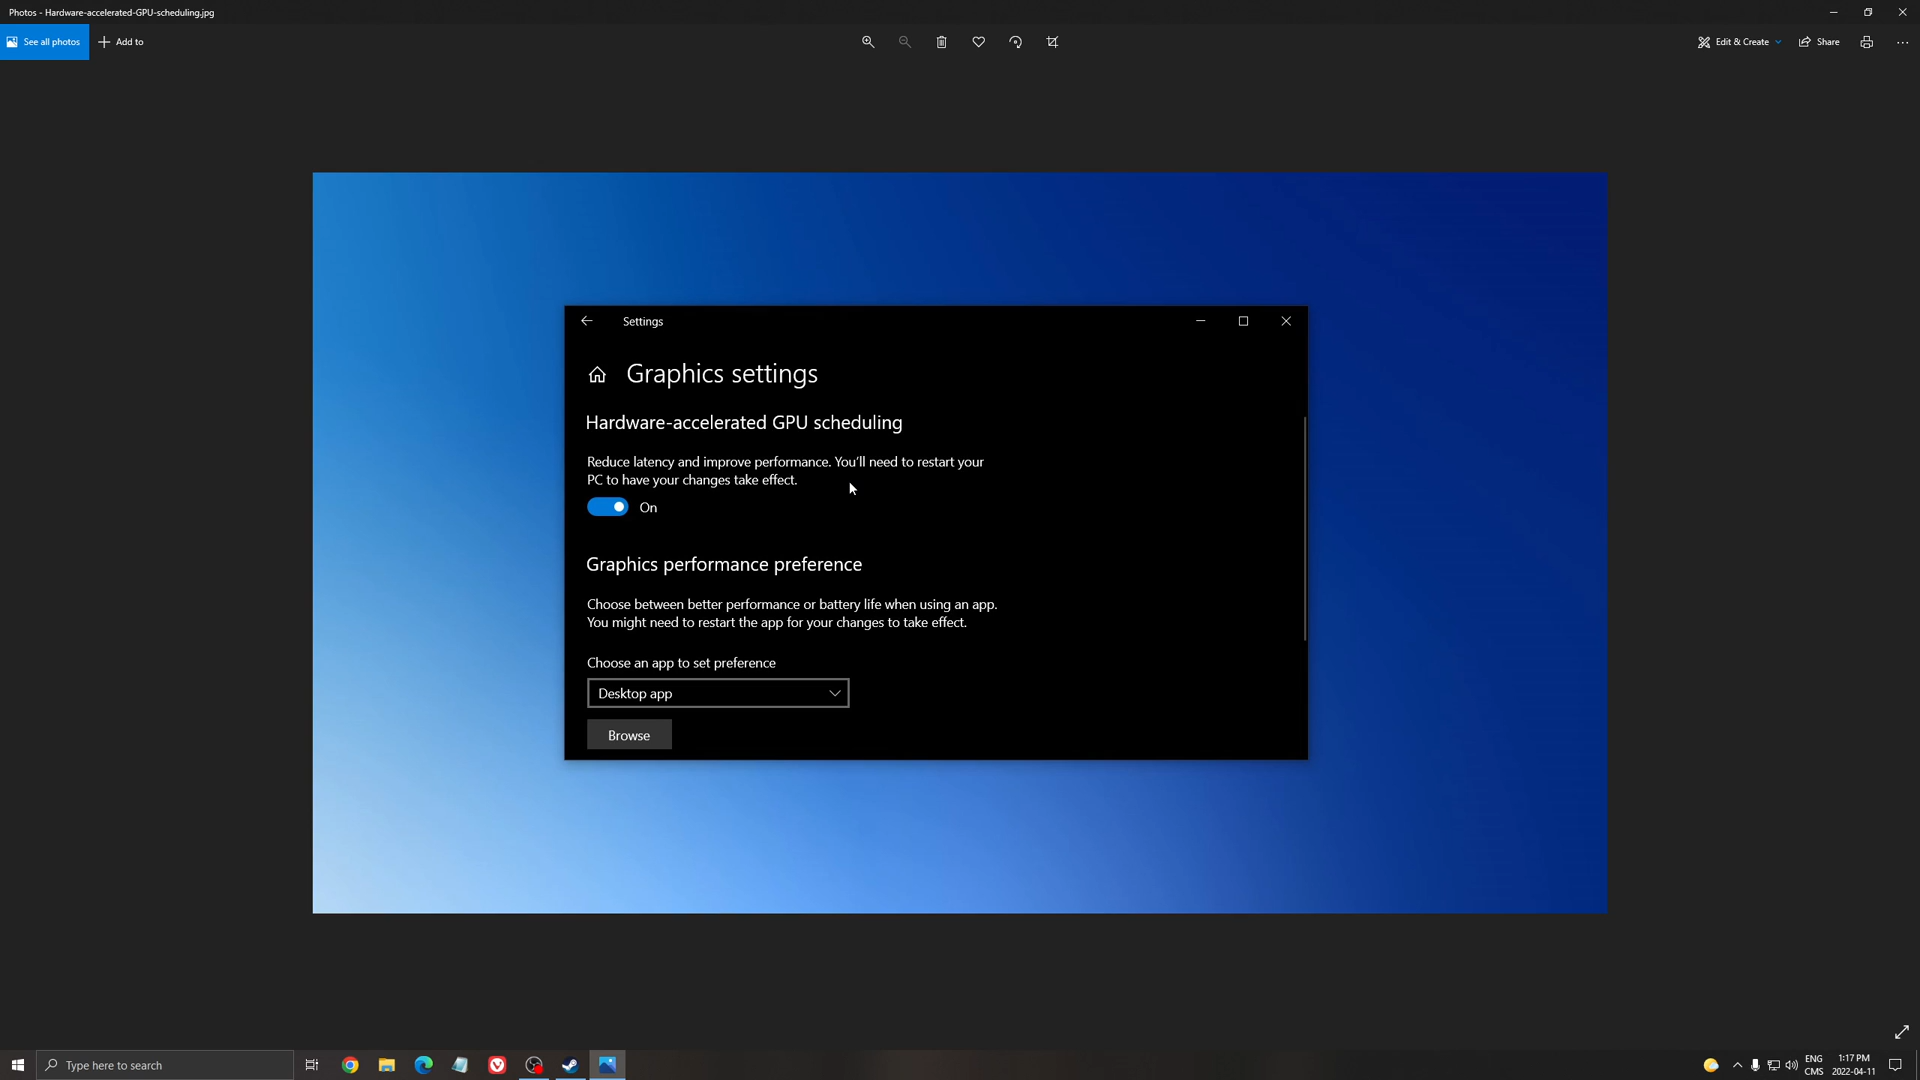 Photos - Hardware-accelerated-GPU-scheduling.jpg
See all photos
Add to
Edit & Create
Share
Settings
Graphics settings
Hardware-accelerated GPU scheduling
Reduce latency and improve performance. You'll need to restart your
PC to have your changes take effect.
On
Graphics performance preference
Choose between better performance or battery life when using an app.
You might need to restart the app for your changes to take effect.
Choose an app to set preference
Desktop app
Browse
Type here to search
ENG
CMS
1:17 PM
2022-04-11